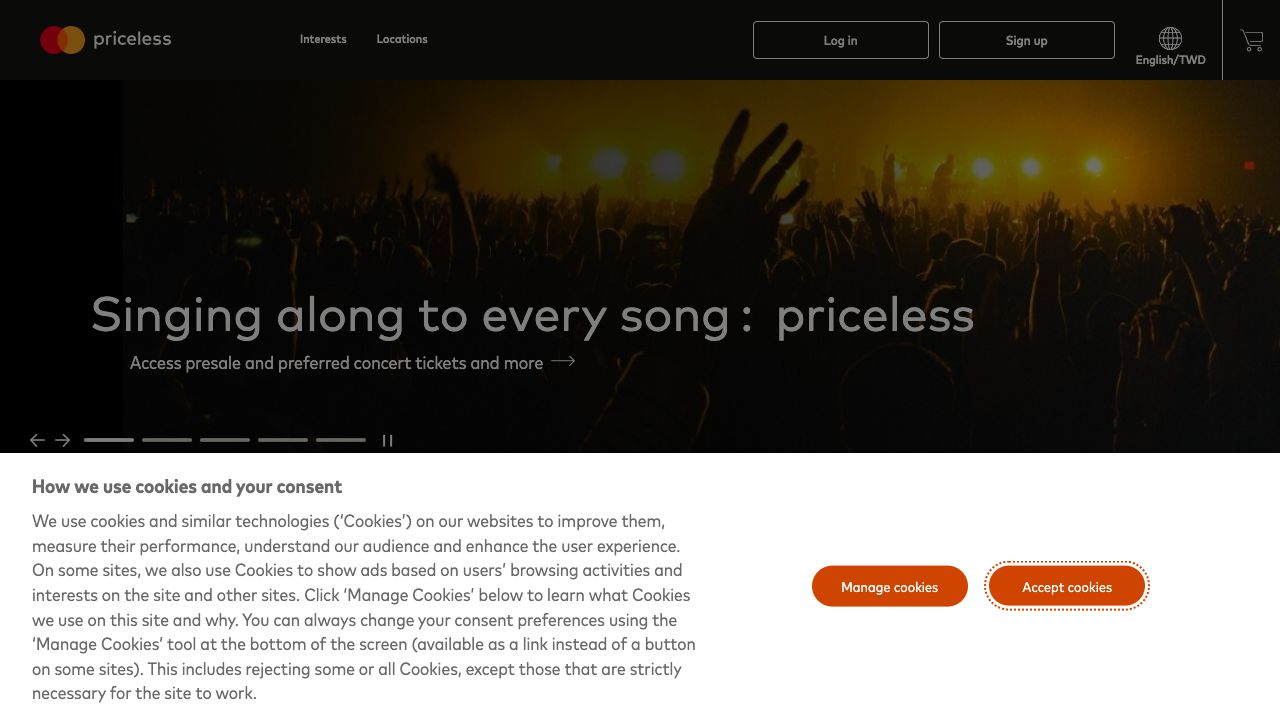 priceless
Interests
Locations
Log in
Sign up
English/TWD
Singing along to every song : priceless
Access presale and preferred concert tickets and more
How we use cookies and your consent
We use cookies and similar technologies (‘Cookies’) on our websites to improve them,
measure their performance, understand our audience and enhance the user experience.
On some sites, we also use Cookies to show ads based on users’ browsing activities and
interests on the site and other sites. Click ‘Manage Cookies’ below to learn what Cookies
we use on this site and why. You can always change your consent preferences using the
‘Manage Cookies’ tool at the bottom of the screen (available as a link instead of a button
on some sites). This includes rejecting some or all Cookies, except those that are strictly
necessary for the site to work.
Manage cookies
Accept cookies